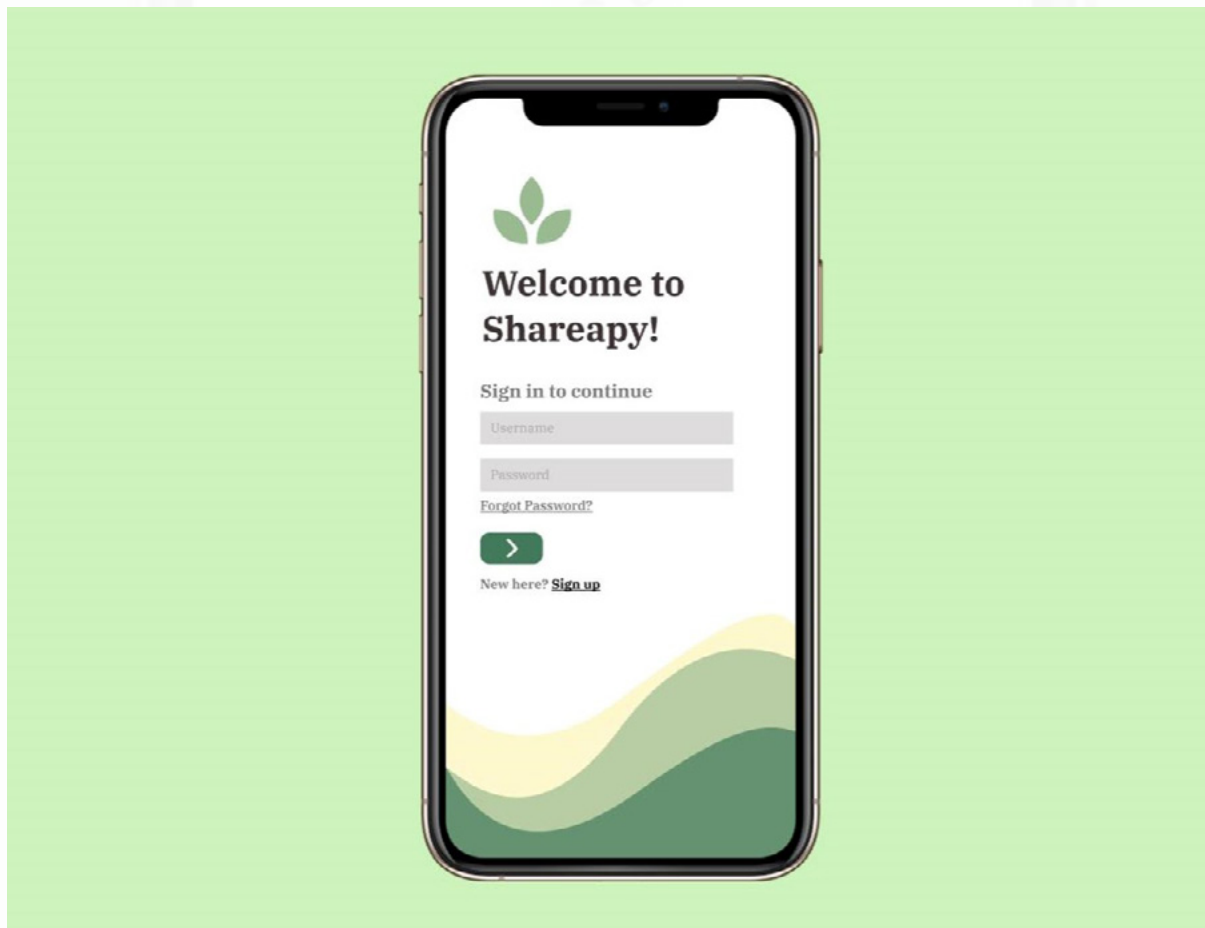 Welcome to
Shareapy!
Sign in to continue
Username
Password
Forgot Password?
New here? Sign up